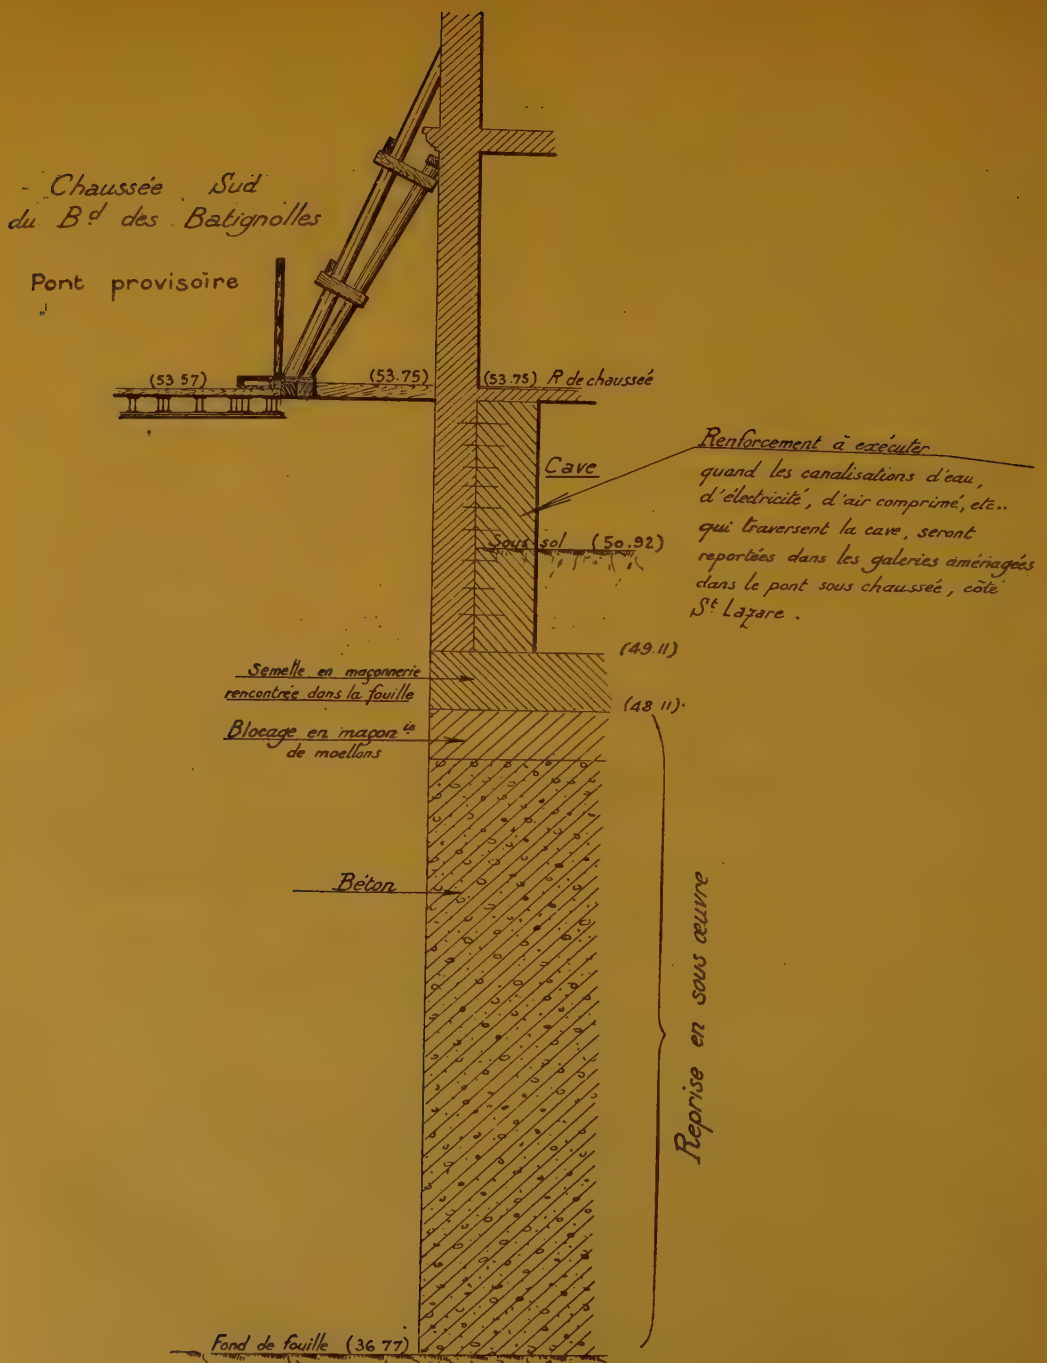 Chaussée Sud
du Bd des Batignolles
Pont provisoire
(53 57)
(53.75)
(53.75) R de chaussée
Cave
Renforcement à exécuter
quand les canalisations d'eau,
d'électricité, d'air comprimé, etc..
qui traversent la cave, seront
reportées dans les galeries aménagées
dans le pont sous chaussée, côté
St Lazare.
Sous sol (50.92)
(49.11)
Semelle en maçonnerie
rencontrée dans la fouille
(48 11).
Blocage en maçonie
de moellons
Béton
Reprise en sous œuvre
Fond de fouille (36 77)